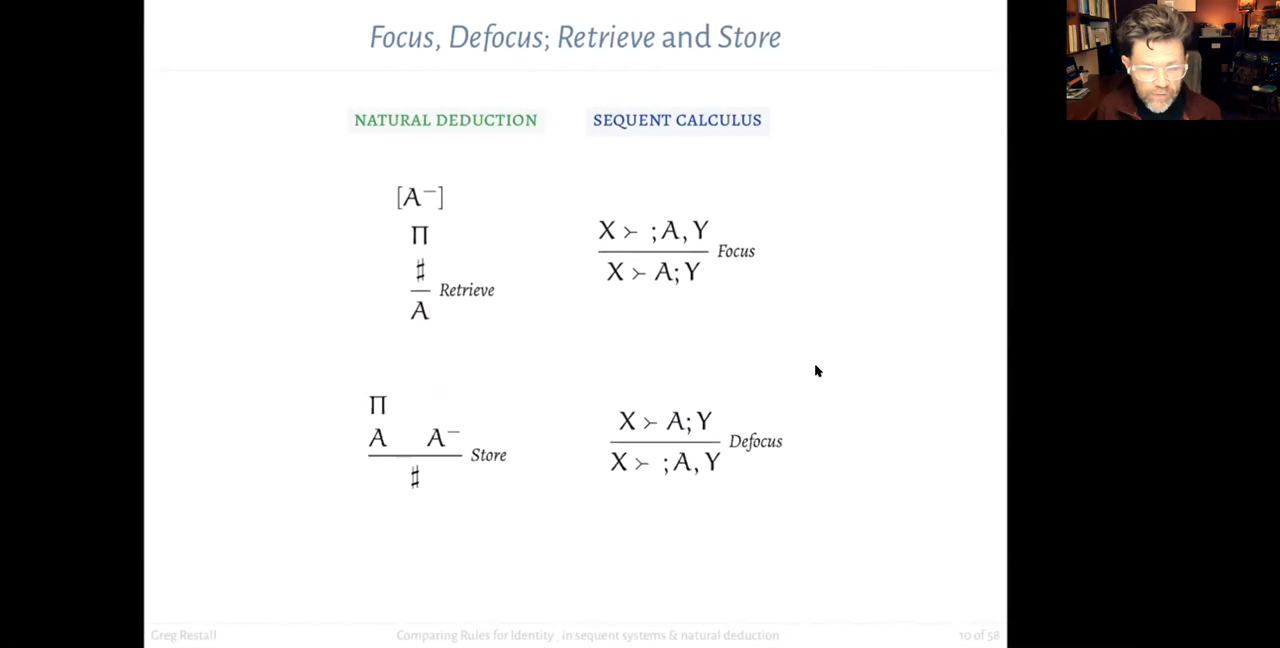 Focus, Defocus; Retrieve and Store
NATURAL DEDUCTION
SEQUENT CALCULUS
[A⁻]
Π
♯
Retrieve
A
X ≻ ;A, Y
Focus
X ≻ A; Y
Π
A A⁻
Store
♯
X ≻ A; Y
Defocus
X ≻ ;A, Y
Greg Restall
Comparing Rules for Identity , in sequent systems & natural deduction
10 of 58